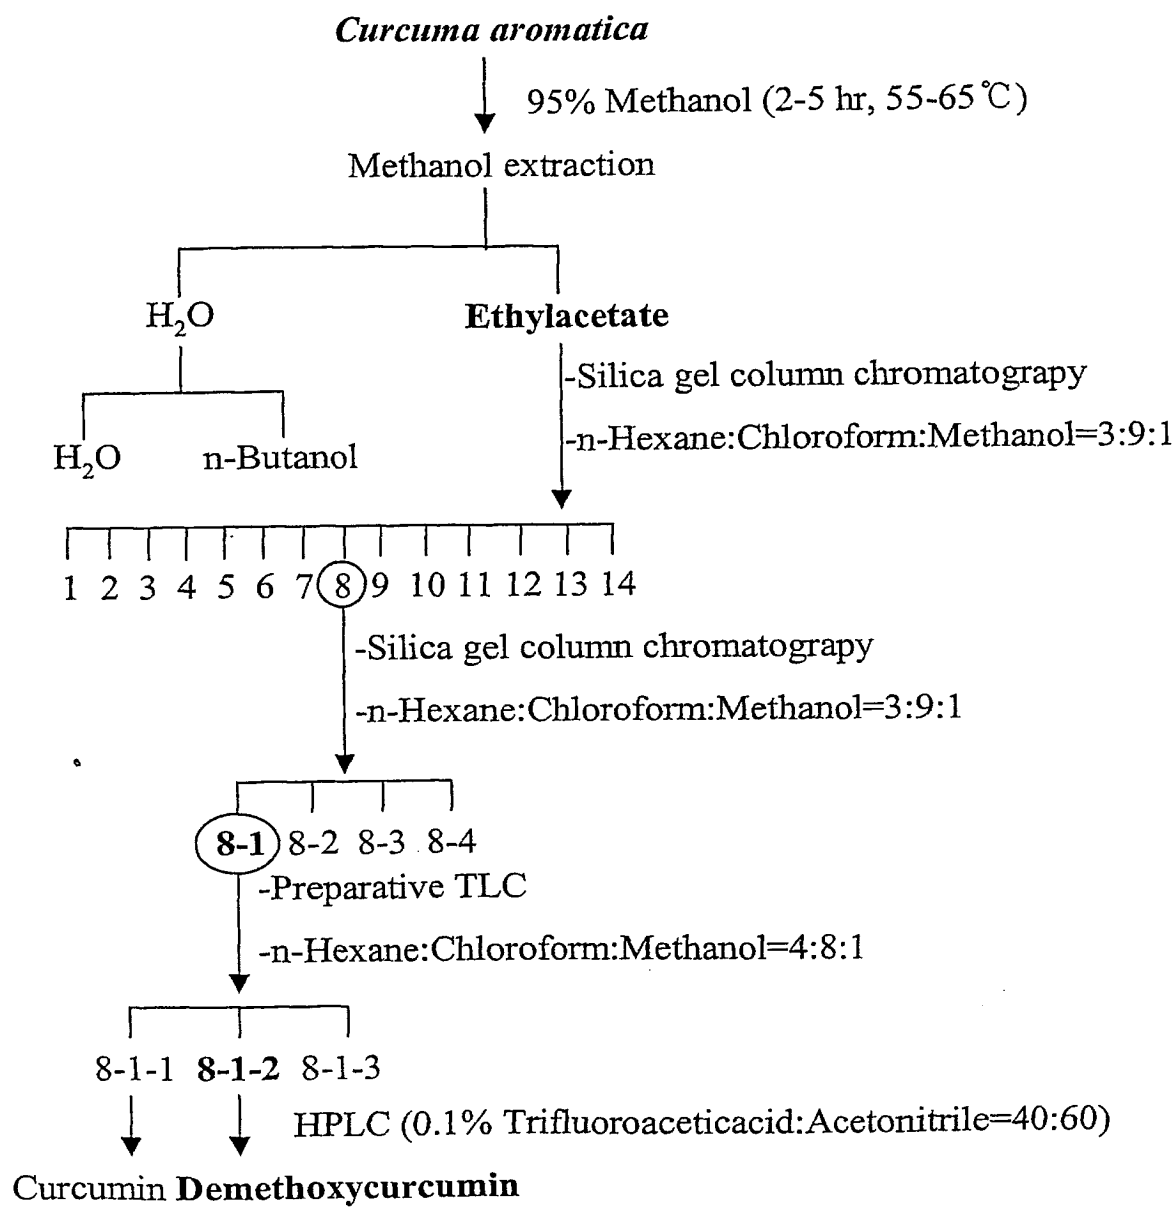 Curcuma aromatica
95% Methanol (2-5 hr, 55-65℃)
Methanol extraction
H₂O Ethylacetate
-Silica gel column chromatograpy
-n-Hexane:Chloroform:Methanol=3:9:1
H₂O n-Butanol
1 2 3 4 5 6 7 8 9 10 11 12 13 14
-Silica gel column chromatograpy
-n-Hexane:Chloroform:Methanol=3:9:1
8-1 8-2 8-3 8-4
-Preparative TLC
-n-Hexane:Chloroform:Methanol=4:8:1
8-1-1 8-1-2 8-1-3
HPLC (0.1% Trifluoroaceticacid:Acetonitrile=40:60)
Curcumin Demethoxycurcumin